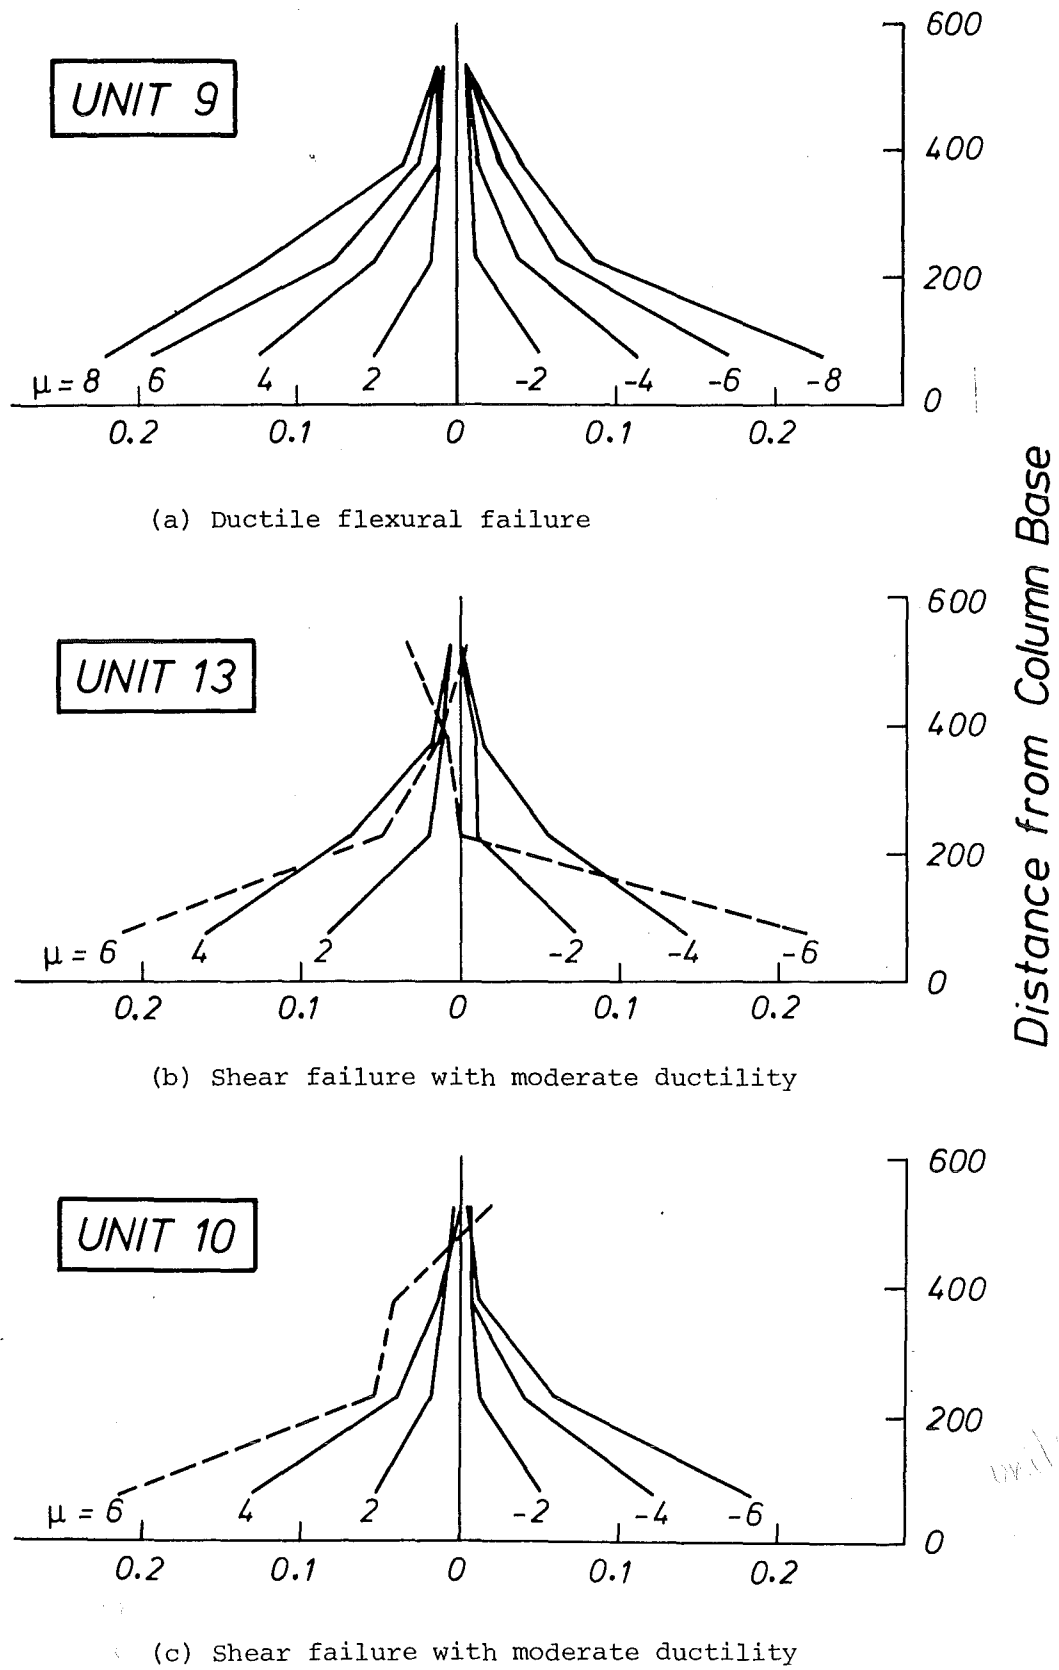 600
UNIT 9
400
200
μ = 8 6 4 2 -2 -4 -6 -8
0
0.2 0.1 0 0.1 0.2
(a) Ductile flexural failure
Distance from Column Base
600
UNIT 13
400
200
μ = 6 4 2 -2 -4 -6
0
0.2 0.1 0 0.1 0.2
(b) Shear failure with moderate ductility
600
UNIT 10
400
200
μ = 6 4 2 -2 -4 -6
0
0.2 0.1 0 0.1 0.2
(c) Shear failure with moderate ductility